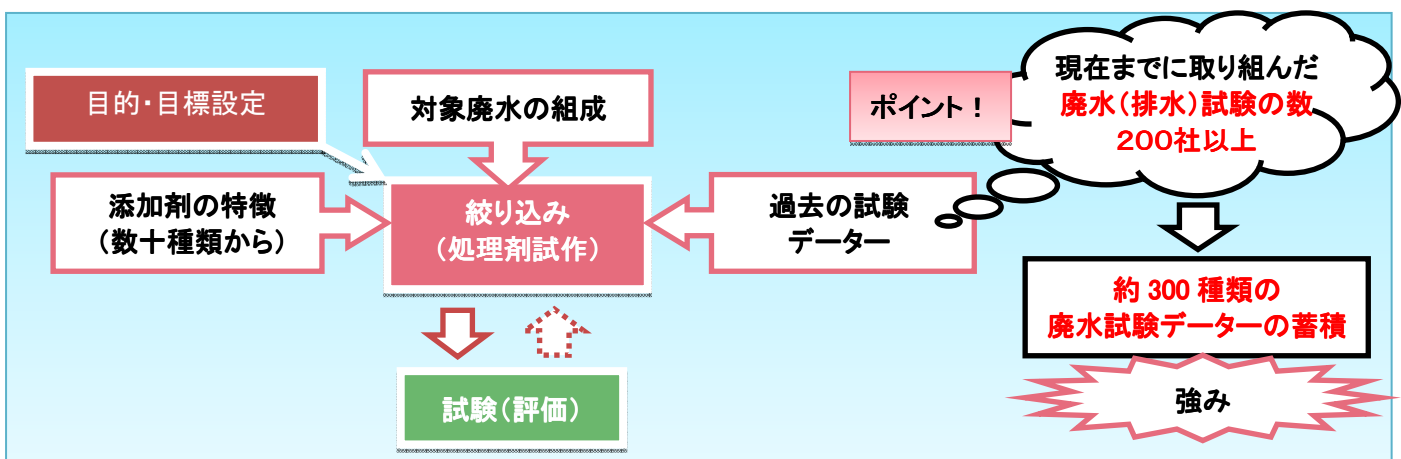 目的・目標設定
対象廃水の組成
ポイント！
現在までに取り組んだ
廃水（排水）試験の数
２００社以上
添加剤の特徴
（数十種類から）
絞り込み
（処理剤試作）
過去の試験
データー
約 300 種類の
廃水試験データーの蓄積
強み
試験（評価）